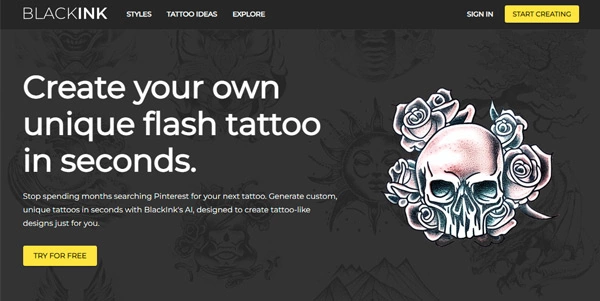 BLACKINK STYLES TATTOO IDEAS EXPLORE SIGN IN START CREATING
Create your own
unique flash tattoo
in seconds.
Stop spending months searching Pinterest for your next tattoo. Generate custom,
unique tattoos in seconds with BlackInk's AI, designed to create tattoo-like
designs just for you.
TRY FOR FREE